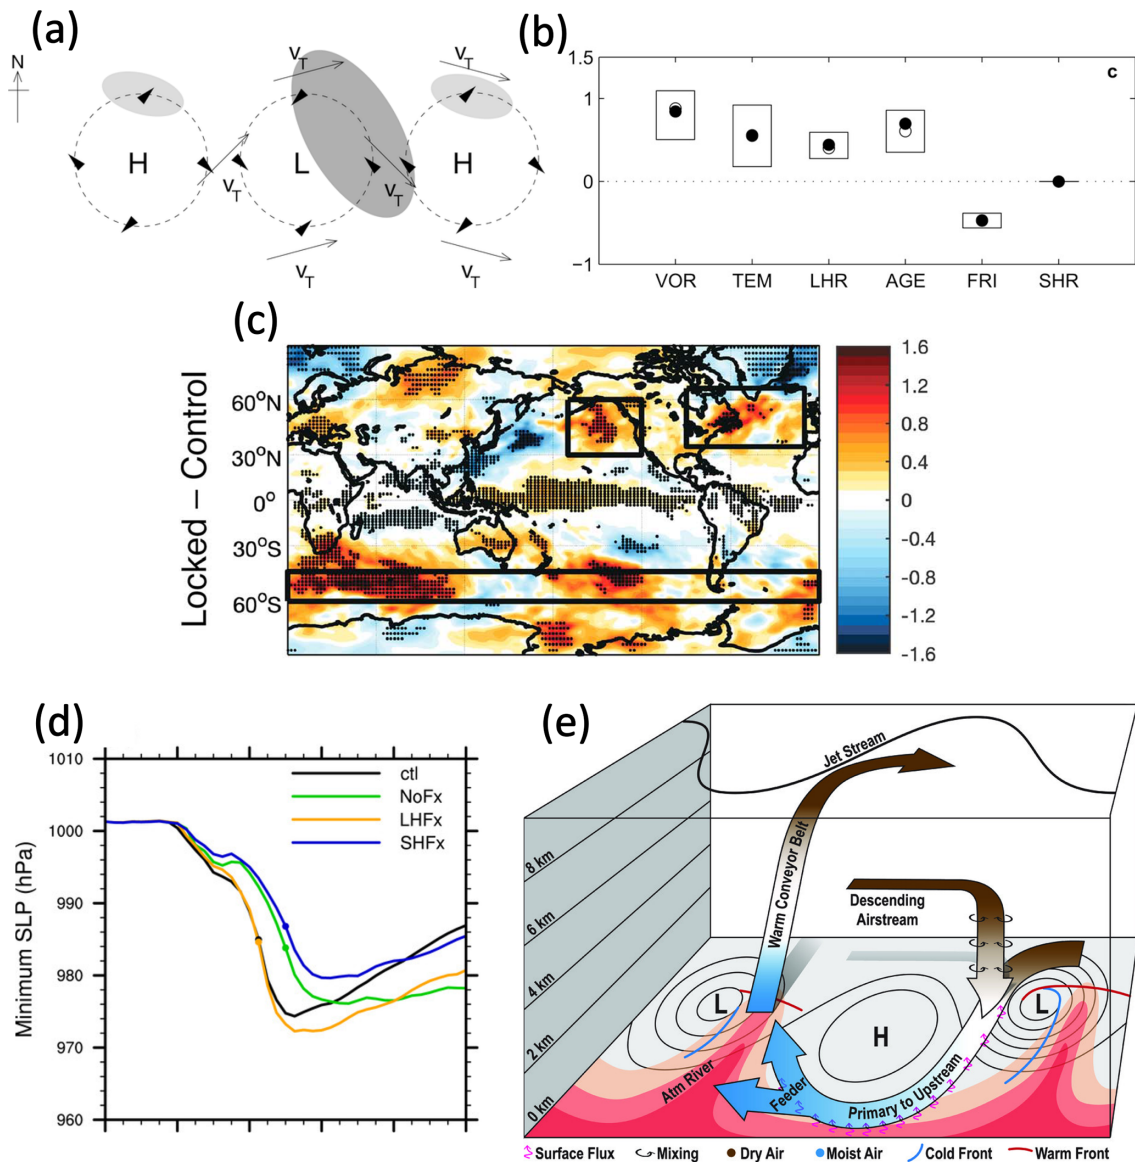 (a)
N
V_T
V_T
H
L
H
V_T
V_T
V_T
V_T
(b)
1.5
c
1
0
−1
VOR TEM LHR AGE FRI SHR
(c)
Locked – Control
60°N
30°N
0°
30°S
60°S
1.6
1.2
0.8
0.4
0
-0.4
-0.8
-1.2
-1.6
(d)
Minimum SLP (hPa)
1010
1000
990
980
970
960
ctl
NoFx
LHFx
SHFx
(e)
Jet Stream
8 km
6 km
4 km
2 km
0 km
Warm Conveyor Belt
Descending
Airstream
L
H
L
Atm River
Feeder
Primary to Upstream
Surface Flux Mixing Dry Air Moist Air Cold Front Warm Front